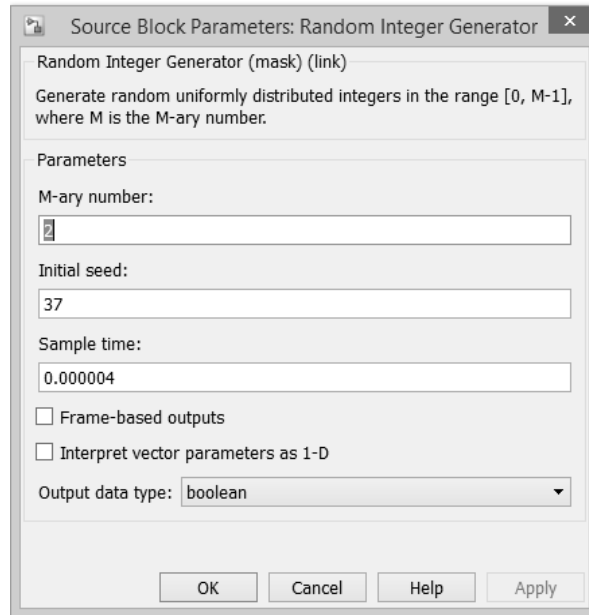 Source Block Parameters: Random Integer Generator
Random Integer Generator (mask) (link)
Generate random uniformly distributed integers in the range [0, M-1],
where M is the M-ary number.
Parameters
M-ary number:
2
Initial seed:
37
Sample time:
0.000004
Frame-based outputs
Interpret vector parameters as 1-D
Output data type: boolean
OK Cancel Help Apply